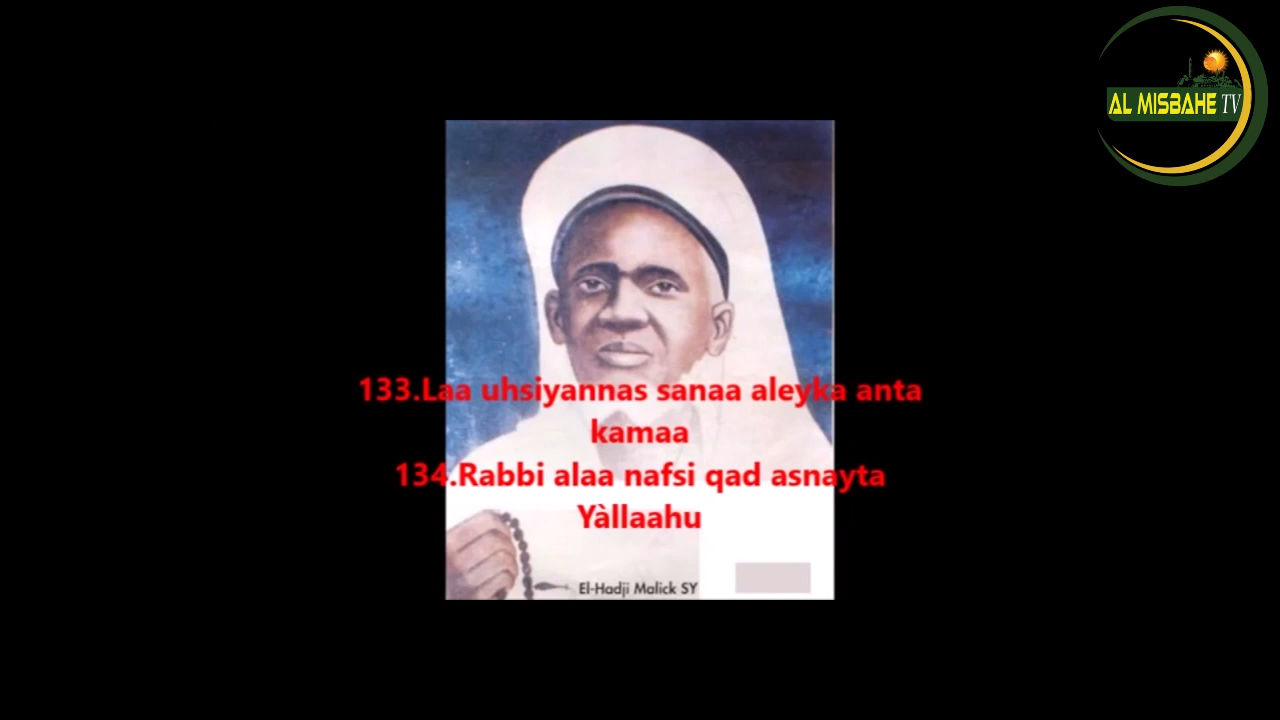 AL MISBAHE TV
133.Laa uhsiyannas sanaa aleyka anta
kamaa
134.Rabbi alaa nafsi qad asnayta
Yàllaahu
El-Hadji Malick SY